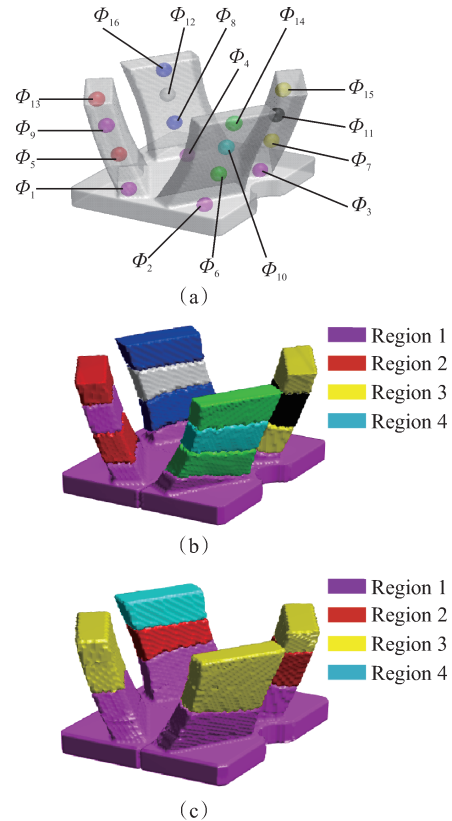 Φ16 Φ12 Φ8 Φ14
Φ4
Φ13 Φ15
Φ9 Φ11
Φ5 Φ7
Φ1 Φ3
Φ2 Φ6 Φ10
(a)
Region 1
Region 2
Region 3
Region 4
(b)
Region 1
Region 2
Region 3
Region 4
(c)